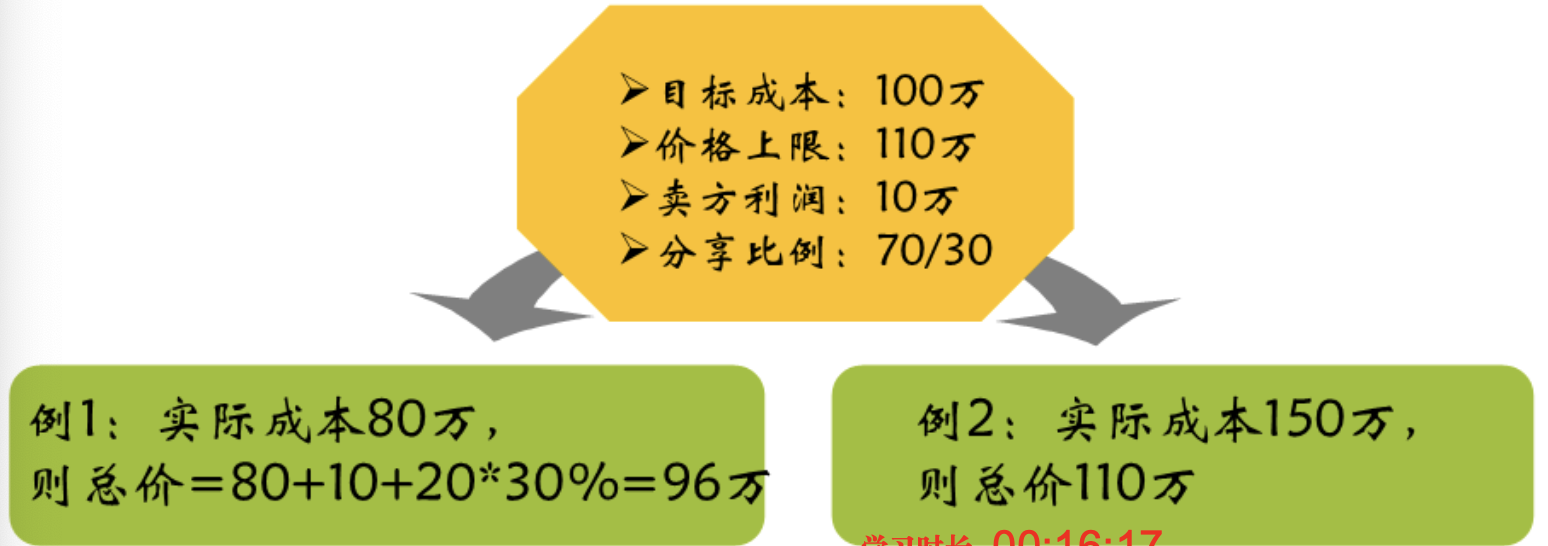 ➢目标成本：100万
➢价格上限：110万
➢卖方利润：10万
➢分享比例：70/30
例1：实际成本80万，
则总价=80+10+20*30%=96万
例2：实际成本150万，
则总价110万
学习时长 00:16:17